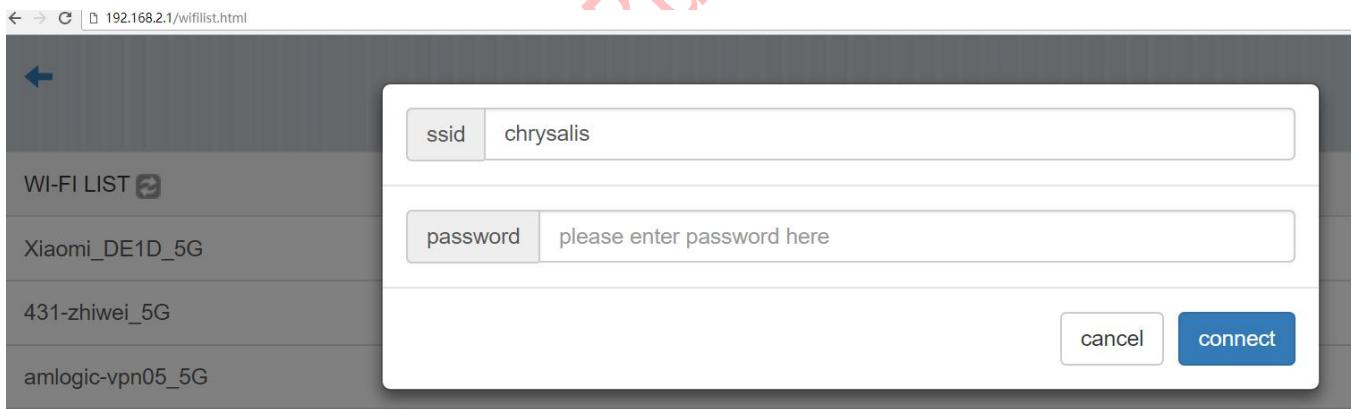 192.168.2.1/wifilist.html
ssid chrysalis
WI-FI LIST
password please enter password here
Xiaomi_DE1D_5G
431-zhiwei_5G
cancel connect
amlogic-vpn05_5G